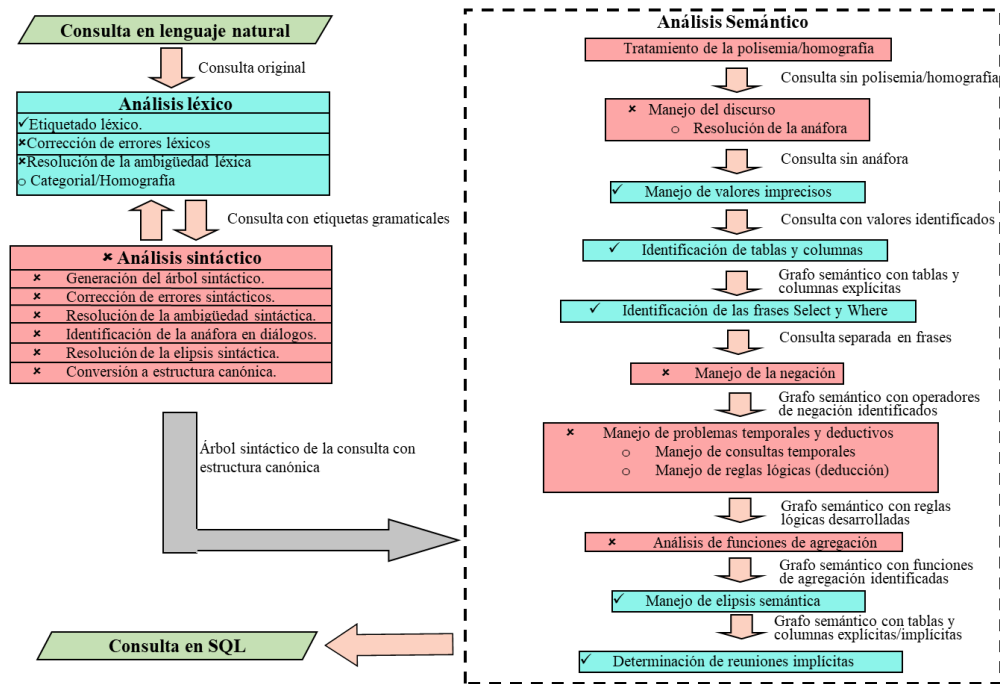 Consulta en lenguaje natural
Consulta original
Análisis léxico
✓Etiquetado léxico.
×Corrección de errores léxicos
×Resolución de la ambigüedad léxica
o Categorial/Homografía
Consulta con etiquetas gramaticales
× Análisis sintáctico
× Generación del árbol sintáctico.
× Corrección de errores sintácticos.
× Resolución de la ambigüedad sintáctica.
× Identificación de la anáfora en diálogos.
× Resolución de la elipsis sintáctica.
× Conversión a estructura canónica.
Árbol sintáctico de la consulta con
estructura canónica
Consulta en SQL
Análisis Semántico
Tratamiento de la polisemia/homografía
Consulta sin polisemia/homografía
× Manejo del discurso
o Resolución de la anáfora
Consulta sin anáfora
✓ Manejo de valores imprecisos
Consulta con valores identificados
✓ Identificación de tablas y columnas
Grafo semántico con tablas y
columnas explícitas
✓ Identificación de las frases Select y Where
Consulta separada en frases
× Manejo de la negación
Grafo semántico con operadores
de negación identificados
× Manejo de problemas temporales y deductivos
o Manejo de consultas temporales
o Manejo de reglas lógicas (deducción)
Grafo semántico con reglas
lógicas desarrolladas
× Análisis de funciones de agregación
Grafo semántico con funciones
de agregación identificadas
✓ Manejo de elipsis semántica
Grafo semántico con tablas y
columnas explícitas/implícitas
✓ Determinación de reuniones implícitas